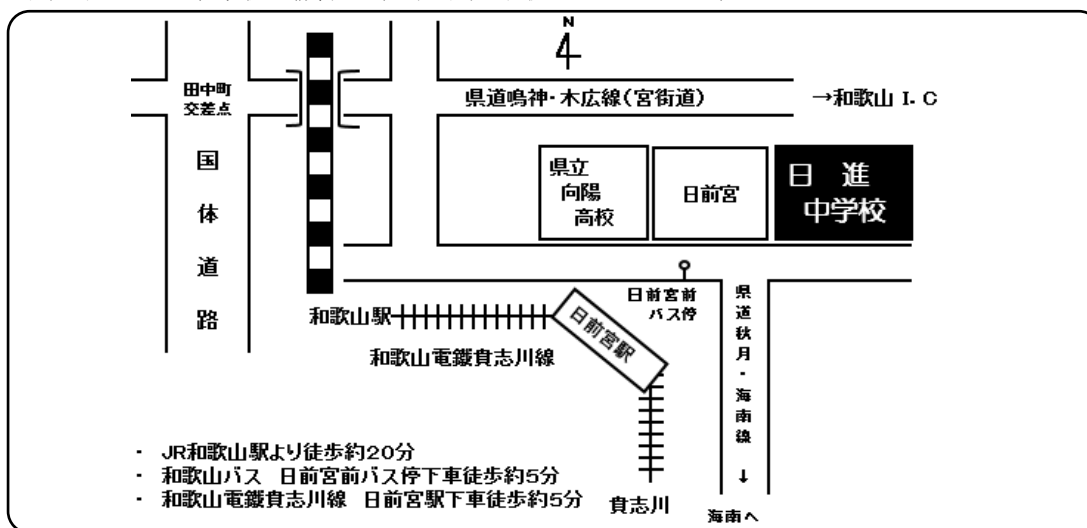 N
田中町
交差点
県道鳴神・木広線(宮街道)
→和歌山 I.C
国体道路
県立
向陽
高校
日前宮
日 進
中学校
日前宮前
バス停
県道秋月・海南線 ↓
和歌山駅
日前宮駅
和歌山電鐵貴志川線
・ JR和歌山駅より徒歩約20分
・ 和歌山バス 日前宮前バス停下車徒歩約5分
・ 和歌山電鐵貴志川線 日前宮駅下車徒歩約5分
貴志川
海南へ